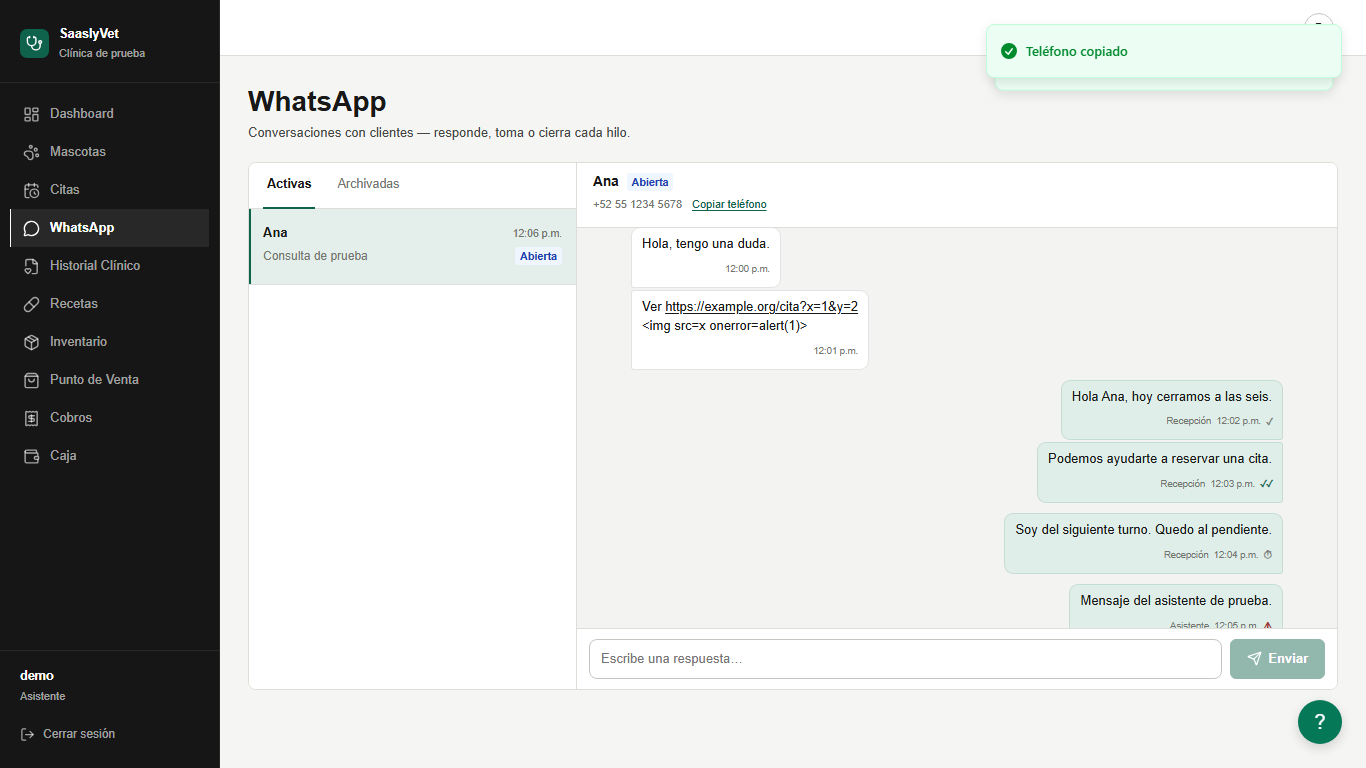 SaaslyVet
Clínica de prueba
Dashboard
Mascotas
Citas
WhatsApp
Historial Clínico
Recetas
Inventario
Punto de Venta
Cobros
Caja
demo
Asistente
Cerrar sesión
Teléfono copiado
WhatsApp
Conversaciones con clientes — responde, toma o cierra cada hilo.
Activas Archivadas
Ana 12:06 p.m.
Consulta de prueba Abierta
Ana Abierta
+52 55 1234 5678 Copiar teléfono
Hola, tengo una duda.
12:00 p.m.
Ver https://example.org/cita?x=1&y=2
<img src=x onerror=alert(1)>
12:01 p.m.
Hola Ana, hoy cerramos a las seis.
Recepción 12:02 p.m. ✓
Podemos ayudarte a reservar una cita.
Recepción 12:03 p.m. ✓✓
Soy del siguiente turno. Quedo al pendiente.
Recepción 12:04 p.m.
Mensaje del asistente de prueba.
Asistente 12:05 p.m.
Escribe una respuesta…
Enviar
?